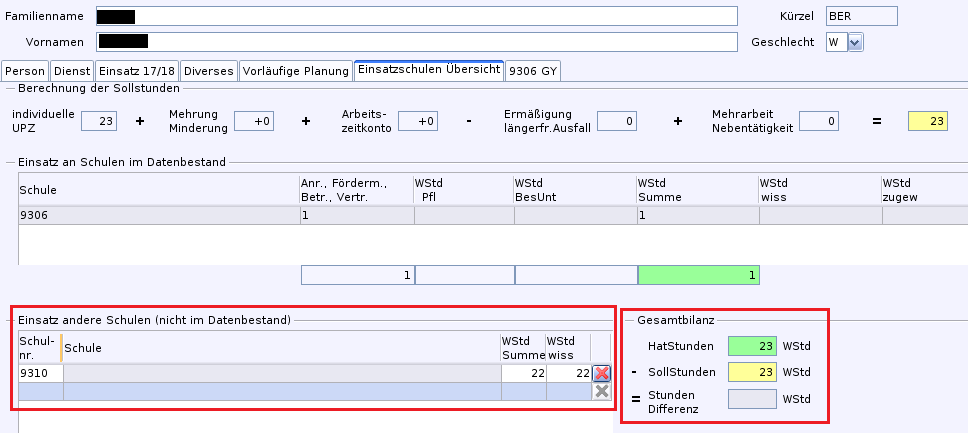 Familienname Kürzel BER
Vornamen Geschlecht W
Person Dienst Einsatz 17/18 Diverses Vorläufige Planung Einsatzschulen Übersicht 9306 GY
Berechnung der Sollstunden
individuelle Mehrung Arbeits- Ermäßigung Mehrarbeit
UPZ 23 + Minderung +0 + zeitkonto +0 - längerfr.Ausfall 0 + Nebentätigkeit 0 = 23
Einsatz an Schulen im Datenbestand
Schule Anr., Förderm., WStd WStd WStd WStd WStd
Betr., Vertr. Pfl BesUnt Summe wiss zugew
9306 1 1
1 1
Einsatz andere Schulen (nicht im Datenbestand)
Schul- Schule WStd WStd
nr. Summe wiss
9310 22 22
Gesamtbilanz
HatStunden 23 WStd
- SollStunden 23 WStd
= Stunden WStd
Differenz